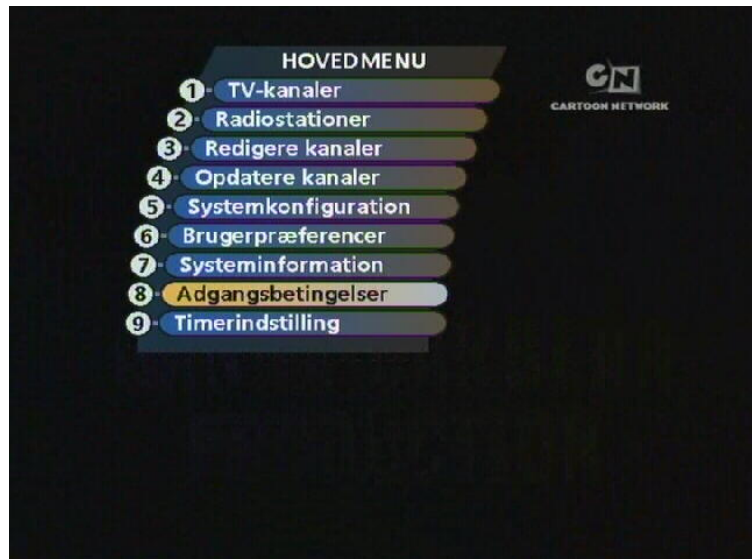 HOVEDMENU
1 TV-kanaler
2 Radiostationer
3 Redigere kanaler
4 Opdatere kanaler
5 Systemkonfiguration
6 Brugerpræferencer
7 Systeminformation
8 Adgangsbetingelser
9 Timerindstilling
CN
CARTOON NETWORK